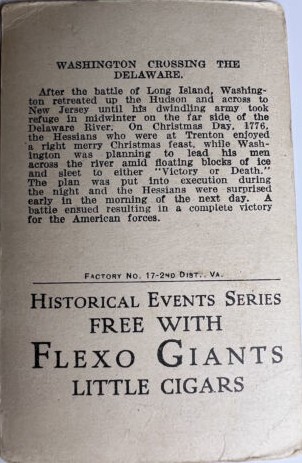 WASHINGTON CROSSING THE
DELAWARE.
After the battle of Long Island, Washing-
ton retreated up the Hudson and across to
New Jersey until his dwindling army took
refuge in midwinter on the far side of the
Delaware River. On Christmas Day, 1776,
the Hessians who were at Trenton enjoyed
a right merry Christmas feast, while Wash-
ington was planning to lead his men
across the river amid floating blocks of ice
and sleet to either "Victory or Death."
The plan was put into execution during
the night and the Hessians were surprised
early in the morning of the next day. A
battle ensued resulting in a complete victory
for the American forces.
FACTORY NO. 17-2ND DIST., VA.
HISTORICAL EVENTS SERIES
FREE WITH
FLEXO GIANTS
LITTLE CIGARS